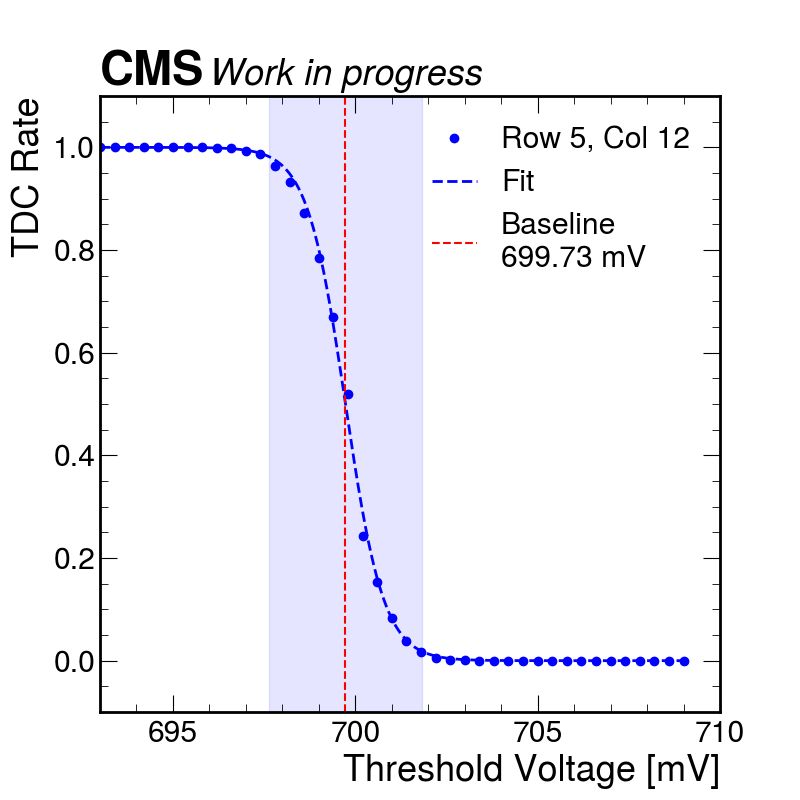 CMS Work in progress
TDC Rate
1.0
0.8
0.6
0.4
0.2
0.0
Row 5, Col 12
Fit
Baseline
699.73 mV
695
700
705
710
Threshold Voltage [mV]